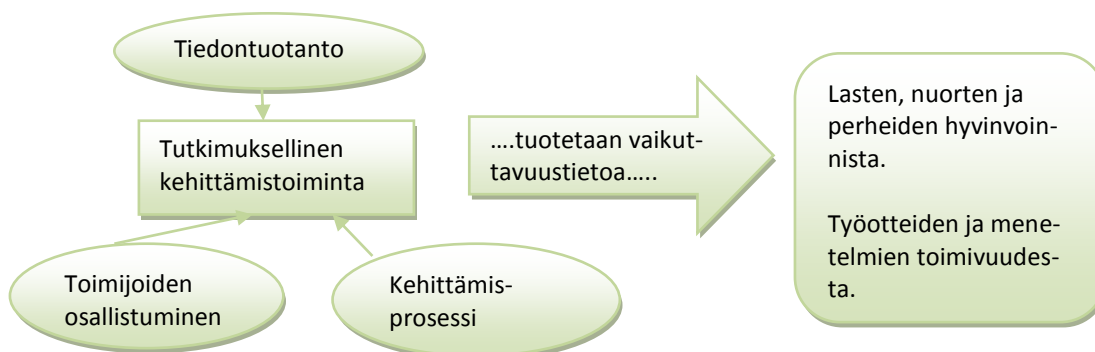 Tiedontuotanto
Tutkimuksellinen
kehittämistoiminta
Toimijoiden
osallistuminen
Kehittämis-
prosessi
….tuotetaan vaikut-
tavuustietoa…..
Lasten, nuorten ja
perheiden hyvinvoin-
nista.
Työotteiden ja mene-
telmien toimivuudes-
ta.